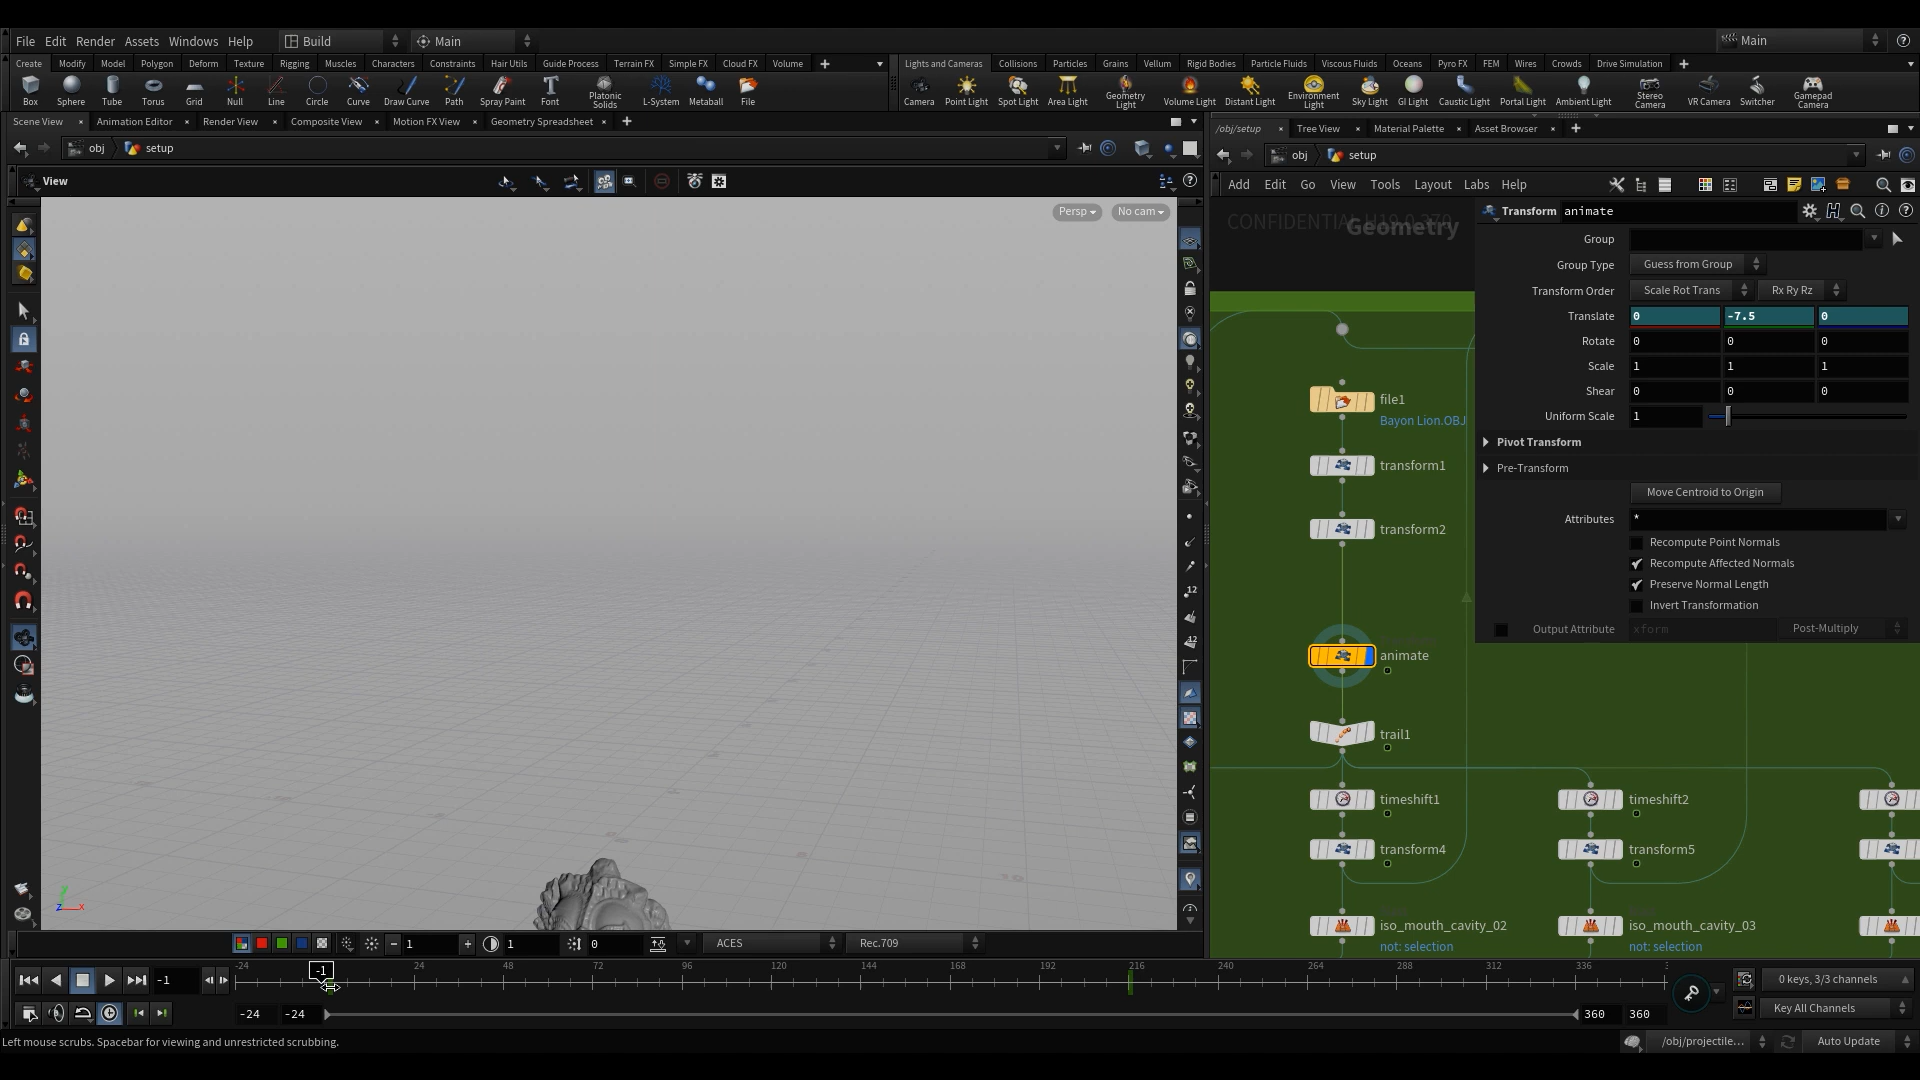 File Edit Render Assets Windows Help Build Main Main
Create Modify Model Polygon Deform Texture Rigging Muscles Characters Constraints Hair Utils Guide Process Terrain FX Simple FX Cloud FX Volume
Lights and Cameras Collisions Particles Grains Vellum Rigid Bodies Particle Fluids Viscous Fluids Oceans Pyro FX FEM Wires Crowds Drive Simulation
Box Sphere Tube Torus Grid Null Line Circle Curve Draw Curve Path Spray Paint Font Platonic Solids L-System Metaball File
Camera Point Light Spot Light Area Light Geometry Light Volume Light Distant Light Environment Light Sky Light GI Light Caustic Light Portal Light Ambient Light Stereo Camera VR Camera Switcher Gamepad Camera
Scene View Animation Editor Render View Composite View Motion FX View Geometry Spreadsheet
/obj/setup Tree View Material Palette Asset Browser
obj setup
obj setup
View
Add Edit Go View Tools Layout Labs Help
Persp No cam
CONFIDENTIAL H19.0.370
Geometry
Transform animate
Group
Group Type Guess from Group
Transform Order Scale Rot Trans Rx Ry Rz
Translate 0 -7.5 0
Rotate 0 0 0
Scale 1 1 1
Shear 0 0 0
Uniform Scale 1
Pivot Transform
Pre-Transform
Move Centroid to Origin
Attributes *
Recompute Point Normals
Recompute Affected Normals
Preserve Normal Length
Invert Transformation
Output Attribute xform Post-Multiply
file1
Bayon Lion.OBJ
transform1
transform2
animate
trail1
timeshift1 timeshift2
transform4 transform5
iso_mouth_cavity_02 iso_mouth_cavity_03
not: selection not: selection
12
12
y
z x
1 1 0 ACES Rec.709
-1
-24 -1 24 48 72 96 120 144 168 192 216 240 264 288 312 336
0 keys, 3/3 channels
-24 -24 360 360
Key All Channels
Left mouse scrubs. Spacebar for viewing and unrestricted scrubbing.
/obj/projectile... Auto Update